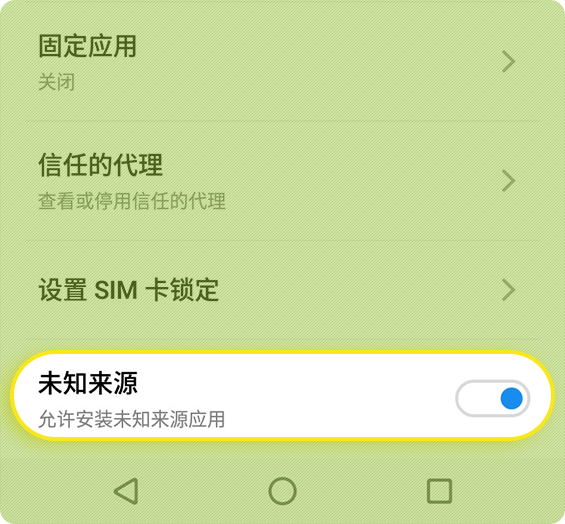 固定应用
关闭
信任的代理
查看或停用信任的代理
设置 SIM 卡锁定
未知来源
允许安装未知来源应用